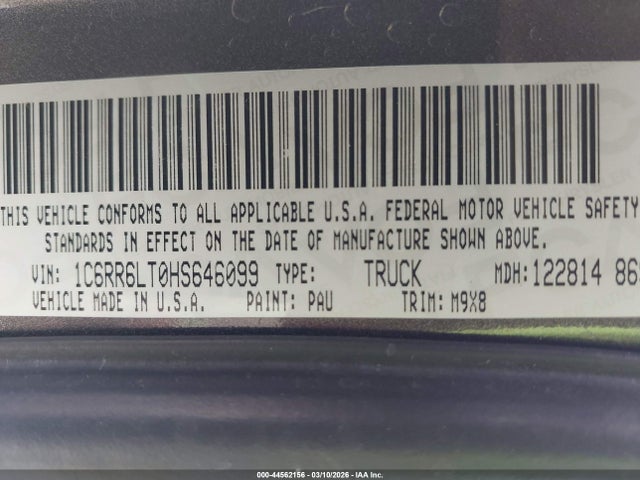 THIS VEHICLE CONFORMS TO ALL APPLICABLE U.S.A. FEDERAL MOTOR VEHICLE SAFETY
STANDARDS IN EFFECT ON THE DATE OF MANUFACTURE SHOWN ABOVE.
VIN: 1C6RR6LT0HS646099 TYPE: TRUCK MDH: 122814 86
VEHICLE MADE IN U.S.A. PAINT: PAU TRIM: M9X8
000-44562156 - 03/10/2026 - IAA Inc.